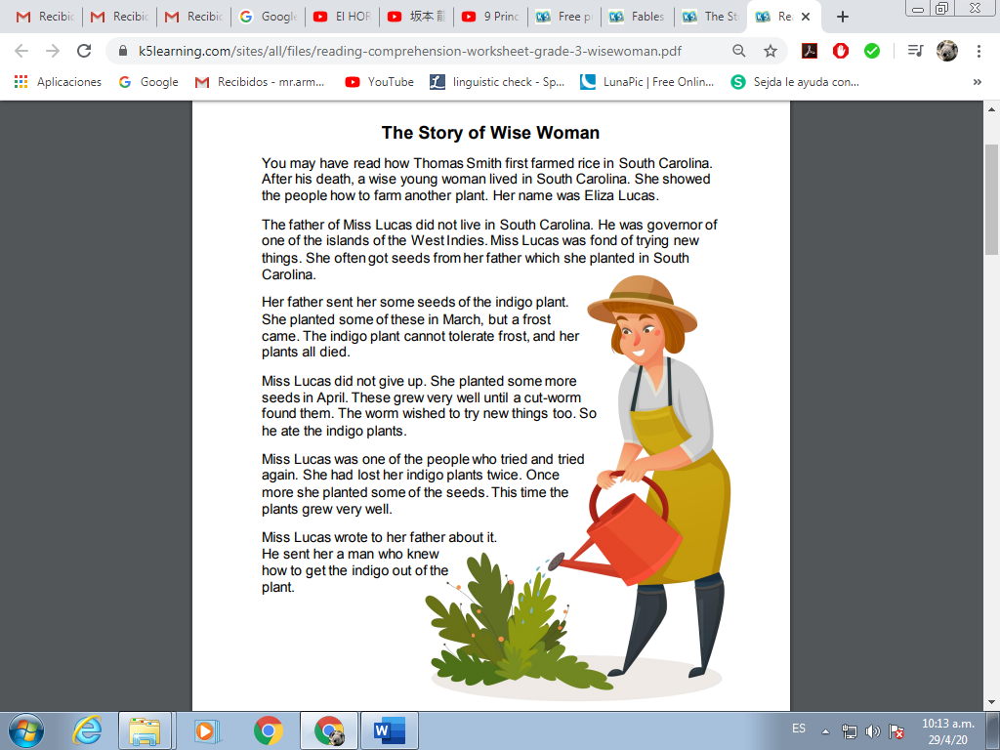 Recibic
Recibic
Recibic
Google
El HOR
坂本 龍
9 Princ
Free p
Fables
The St
Re
k5learning.com/sites/all/files/reading-comprehension-worksheet-grade-3-wisewoman.pdf
Aplicaciones
Google
Recibidos - mr.arm...
YouTube
linguistic check - Sp...
LunaPic | Free Onlin...
Sejda le ayuda con...
»
The Story of Wise Woman
You may have read how Thomas Smith first farmed rice in South Carolina.
After his death, a wise young woman lived in South Carolina. She showed
the people how to farm another plant. Her name was Eliza Lucas.
The father of Miss Lucas did not live in South Carolina. He was governor of
one of the islands of the West Indies. Miss Lucas was fond of trying new
things. She often got seeds from her father which she planted in South
Carolina.
Her father sent her some seeds of the indigo plant.
She planted some of these in March, but a frost
came. The indigo plant cannot tolerate frost, and her
plants all died.
Miss Lucas did not give up. She planted some more
seeds in April. These grew very well until a cut-worm
found them. The worm wished to try new things too. So
he ate the indigo plants.
Miss Lucas was one of the people who tried and tried
again. She had lost her indigo plants twice. Once
more she planted some of the seeds. This time the
plants grew very well.
Miss Lucas wrote to her father about it.
He sent her a man who knew
how to get the indigo out of the
plant.
ES
10:13 a.m.
29/4/20